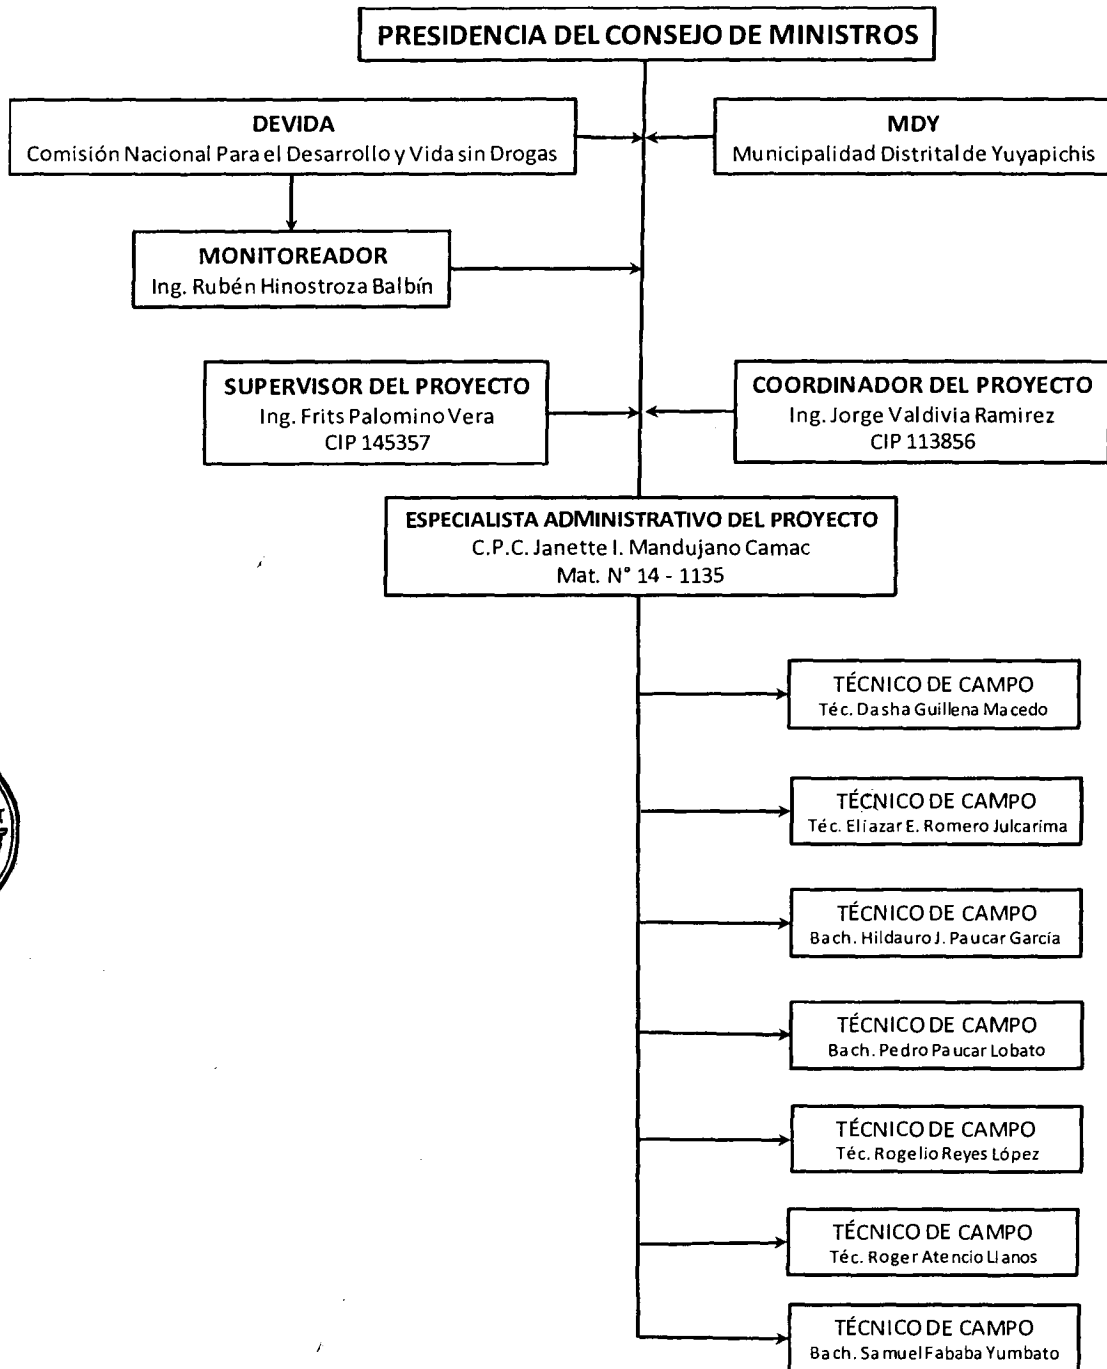 PRESIDENCIA DEL CONSEJO DE MINISTROS
DEVIDA
Comisión Nacional Para el Desarrollo y Vida sin Drogas
MDY
Municipalidad Distrital de Yuyapichis
MONITOREADOR
Ing. Rubén Hinostroza Balbín
SUPERVISOR DEL PROYECTO
Ing. Frits Palomino Vera
CIP 145357
COORDINADOR DEL PROYECTO
Ing. Jorge Valdivia Ramirez
CIP 113856
ESPECIALISTA ADMINISTRATIVO DEL PROYECTO
C.P.C. Janette I. Mandujano Camac
Mat. N° 14 - 1135
TÉCNICO DE CAMPO
Téc. Dasha Guillena Macedo
TÉCNICO DE CAMPO
Téc. Eliazar E. Romero Julcarima
TÉCNICO DE CAMPO
Bach. Hildauro J. Paucar García
TÉCNICO DE CAMPO
Bach. Pedro Paucar Lobato
TÉCNICO DE CAMPO
Téc. Rogelio Reyes López
TÉCNICO DE CAMPO
Téc. Roger Atencio Llanos
TÉCNICO DE CAMPO
Bach. Samuel Fababa Yumbato